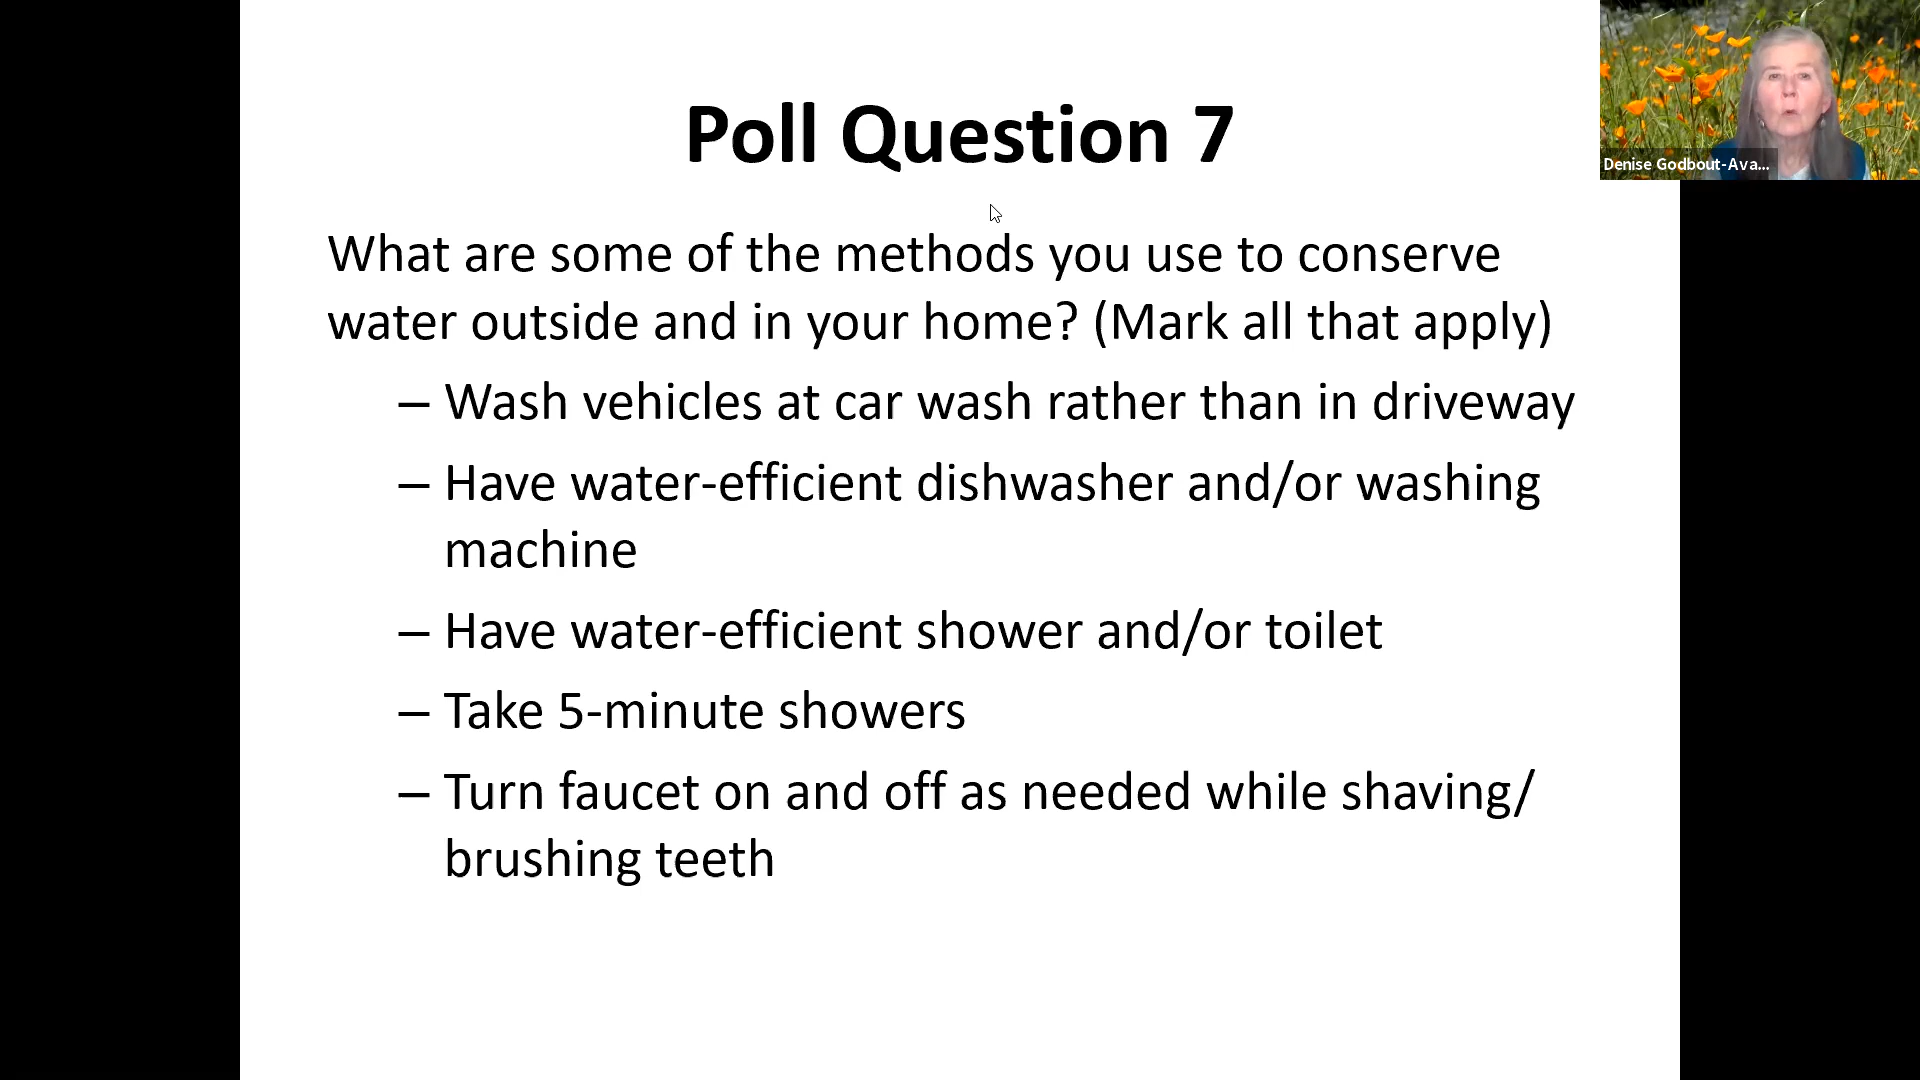 Poll Question 7
Denise Godbout-Ava...
What are some of the methods you use to conserve
water outside and in your home? (Mark all that apply)
– Wash vehicles at car wash rather than in driveway
– Have water-efficient dishwasher and/or washing
machine
– Have water-efficient shower and/or toilet
– Take 5-minute showers
– Turn faucet on and off as needed while shaving/
brushing teeth